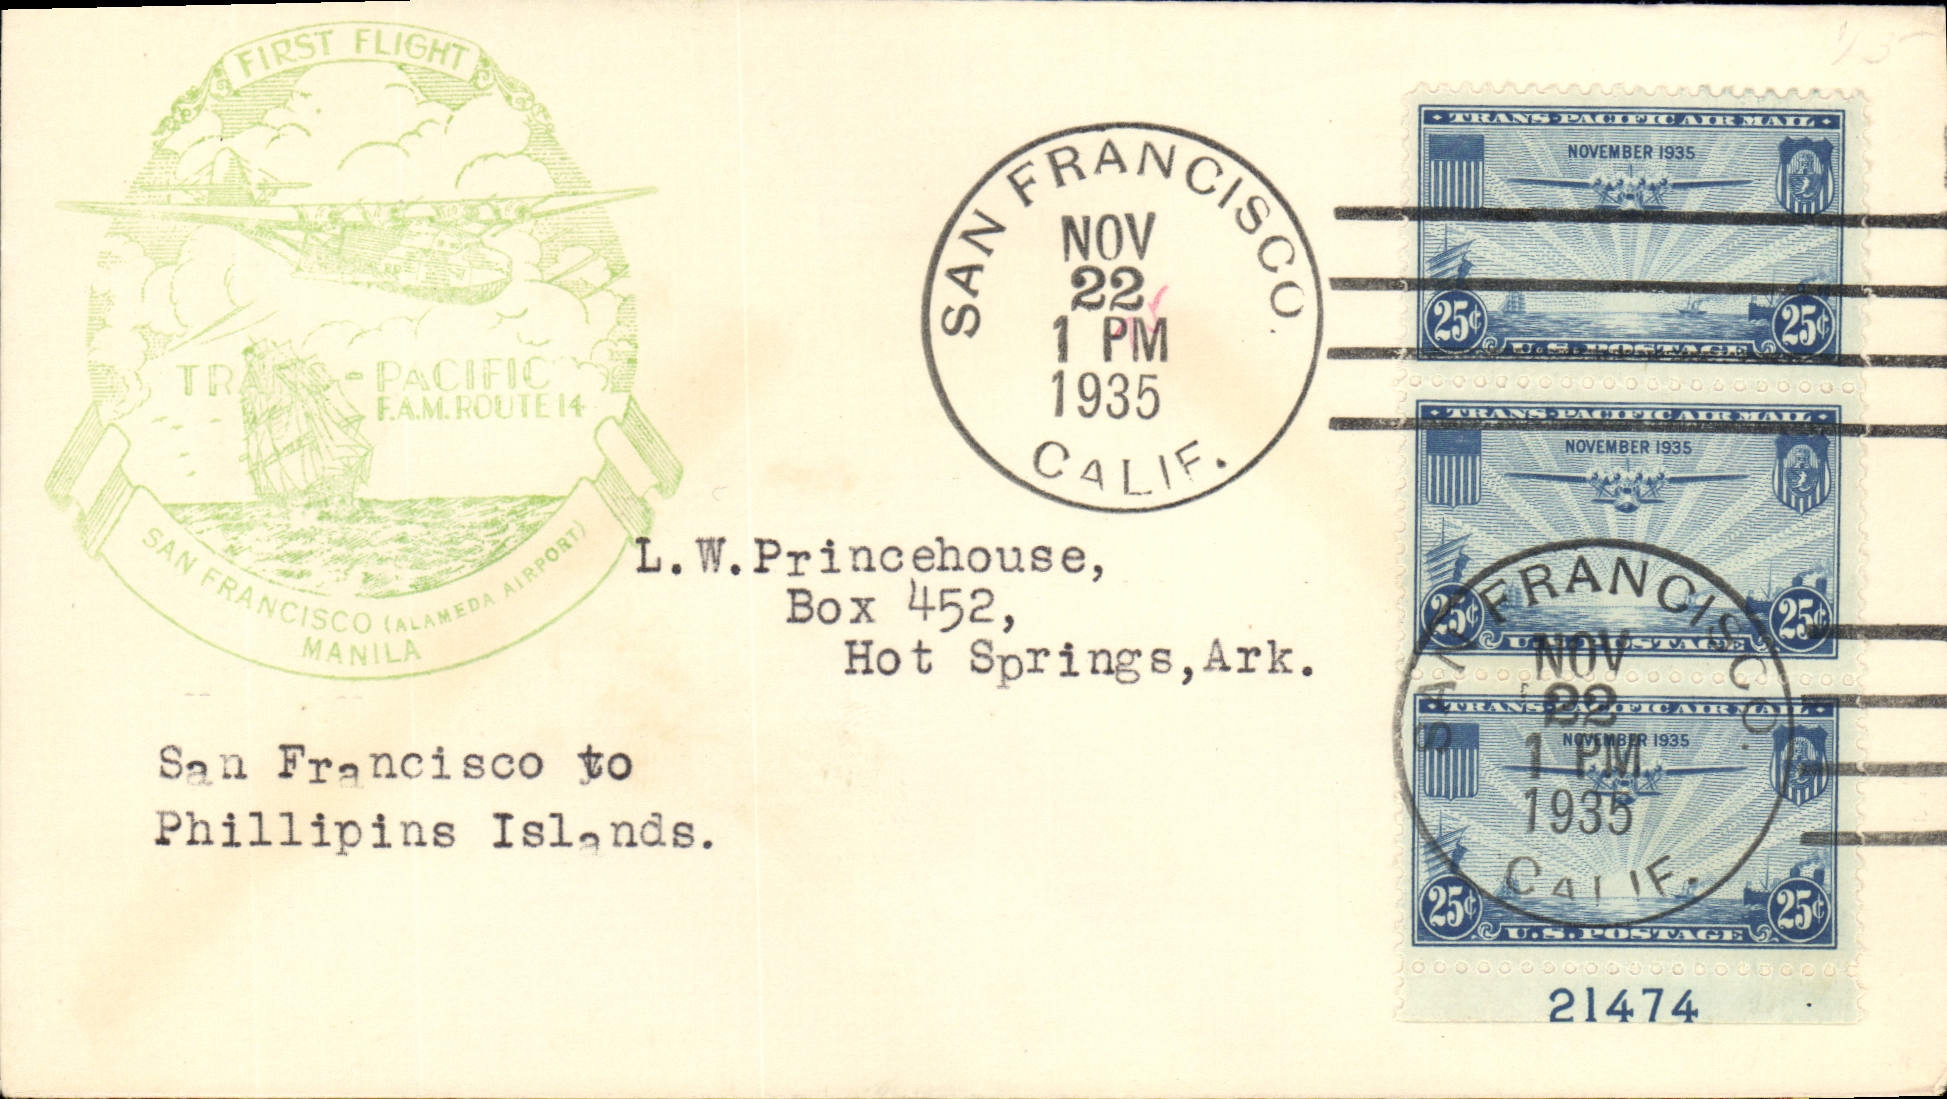 FIRST FLIGHT
TRANS-PACIFIC
F.A.M. ROUTE 14
SAN FRANCISCO (ALAMEDA AIRPORT)
MANILA
SAN FRANCISCO.
NOV
22
1 PM
1935
CALIF.
TRANS-PACIFIC AIR MAIL
NOVEMBER 1935
25¢ 25¢
U.S. POSTAGE
TRANS-PACIFIC AIR MAIL
NOVEMBER 1935
25¢ 25¢
U.S. POSTAGE
SAN FRANCISCO.
NOV
22
1 PM
1935
CALIF.
TRANS-PACIFIC AIR MAIL
NOVEMBER 1935
25¢ 25¢
U.S. POSTAGE
21474
L.W.Princehouse,
Box 452,
Hot Springs,Ark.
San Francisco to
Phillipins Islands.